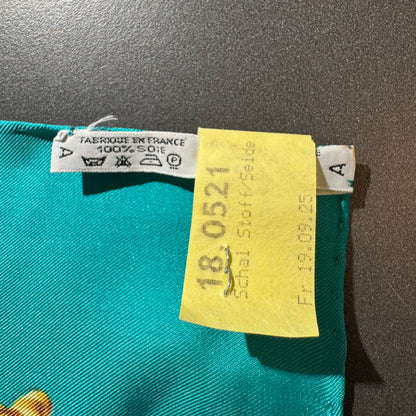 FABRIQUE EN FRANCE
100% SOIE
P
A
A
18.0521
Schal Stoff/Seide
Fr 19.09.25